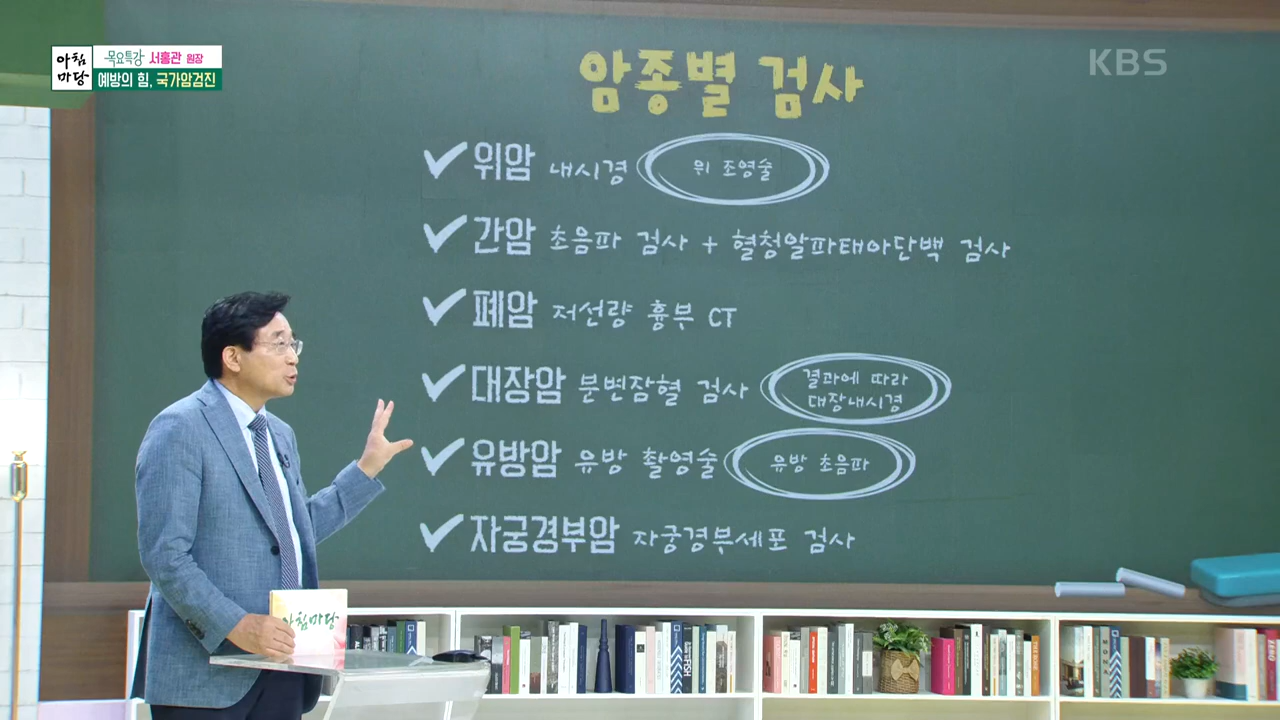 아침마당
목요특강 서홍관 원장
예방의 힘, 국가암검진
KBS
암종별 검사
✔위암 내시경 위 조영술
✔간암 초음파 검사 + 혈청알파태아단백 검사
✔폐암 저선량 흉부 CT
✔대장암 분변잠혈 검사 결과에 따라
대장내시경
✔유방암 유방 촬영술 유방 초음파
✔자궁경부암 자궁경부세포 검사
아침마당